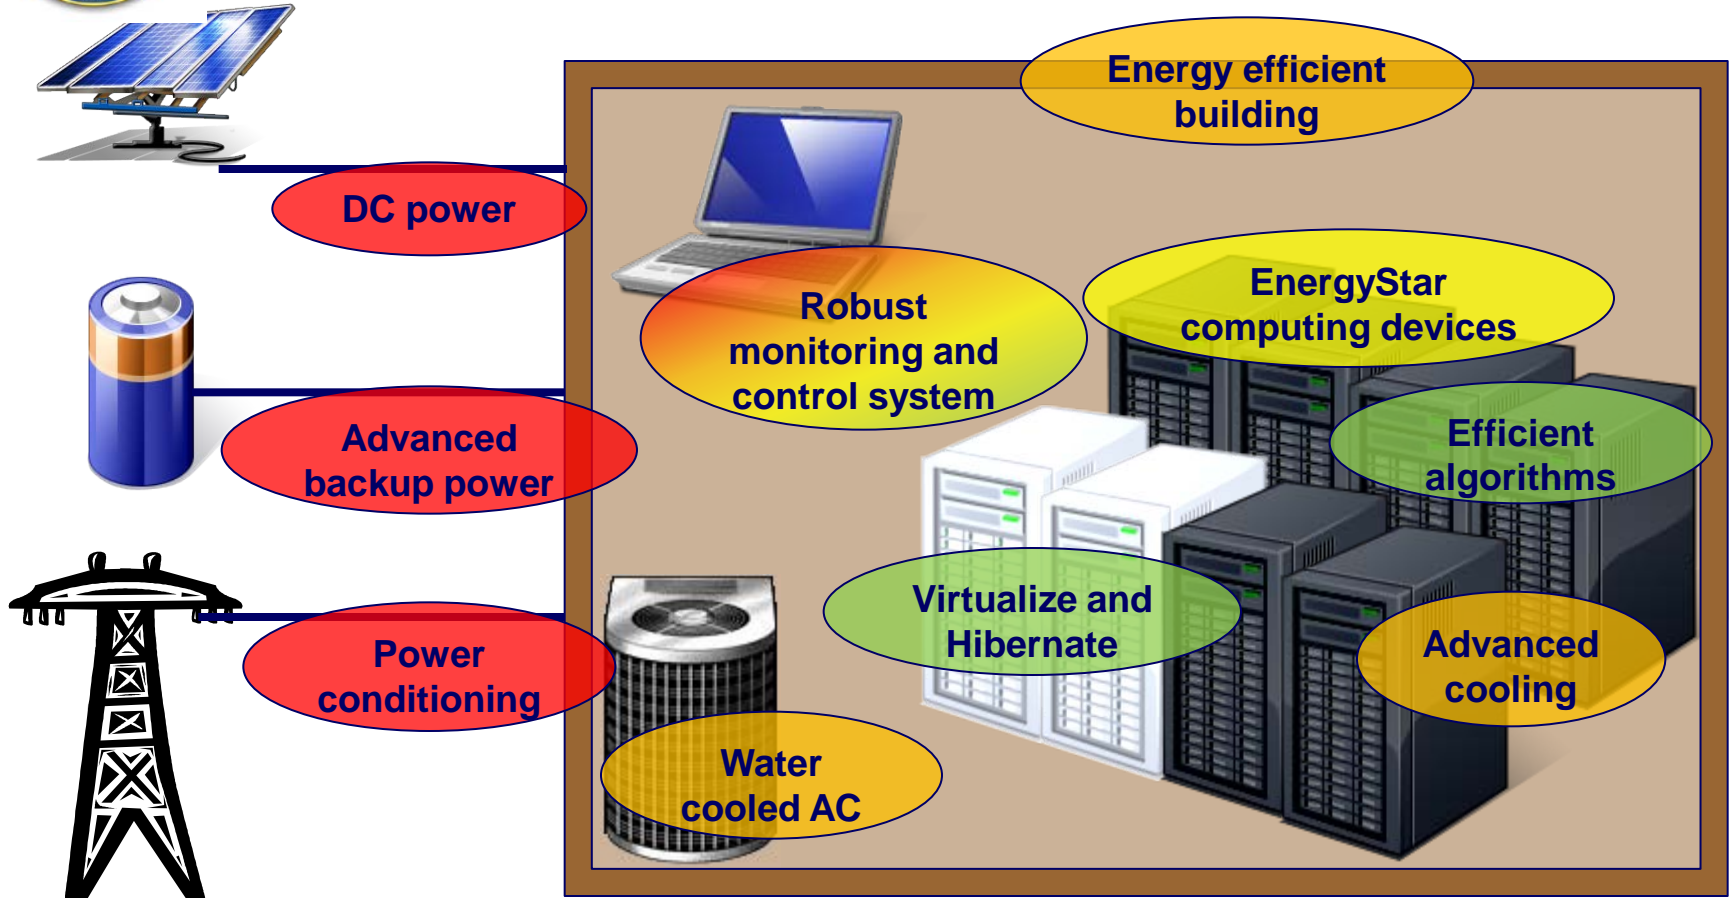 Energy efficient
building
DC power
Robust
monitoring and
control system
EnergyStar
computing devices
Advanced
backup power
Efficient
algorithms
Virtualize and
Hibernate
Power
conditioning
Advanced
cooling
Water
cooled AC